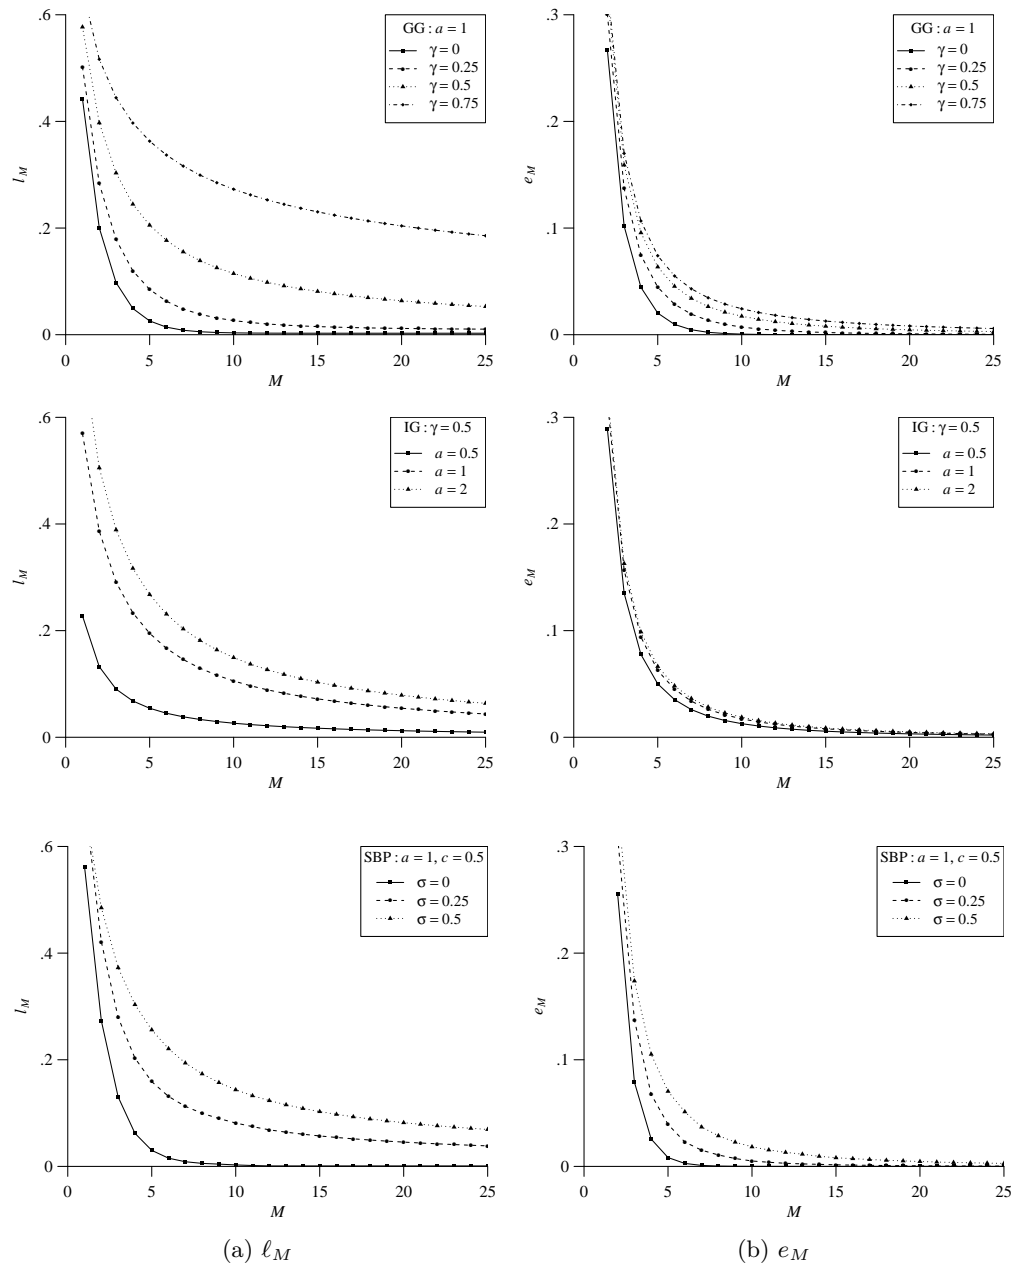 .6
.4
.2
0
l_M
0 5 10 15 20 25
M
GG : a = 1
γ = 0
γ = 0.25
γ = 0.5
γ = 0.75
.3
.2
.1
0
e_M
0 5 10 15 20 25
M
GG : a = 1
γ = 0
γ = 0.25
γ = 0.5
γ = 0.75
.6
.4
.2
0
l_M
0 5 10 15 20 25
M
IG : γ = 0.5
a = 0.5
a = 1
a = 2
.3
.2
.1
0
e_M
0 5 10 15 20 25
M
IG : γ = 0.5
a = 0.5
a = 1
a = 2
.6
.4
.2
0
l_M
0 5 10 15 20 25
M
SBP : a = 1, c = 0.5
σ = 0
σ = 0.25
σ = 0.5
.3
.2
.1
0
e_M
0 5 10 15 20 25
M
SBP : a = 1, c = 0.5
σ = 0
σ = 0.25
σ = 0.5
(a) ℓ_M
(b) e_M